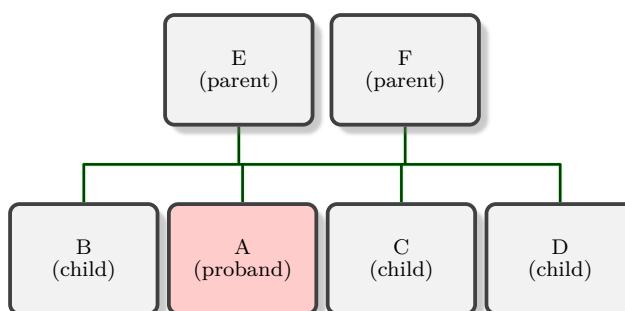 E
(parent)
F
(parent)
B
(child)
A
(proband)
C
(child)
D
(child)